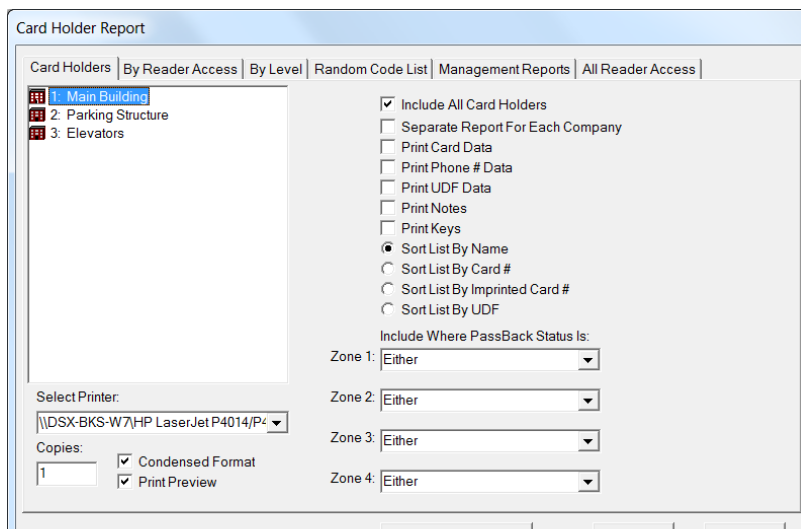 Card Holder Report
Card Holders By Reader Access By Level Random Code List Management Reports All Reader Access
1: Main Building
2: Parking Structure
3: Elevators
Include All Card Holders
Separate Report For Each Company
Print Card Data
Print Phone # Data
Print UDF Data
Print Notes
Print Keys
Sort List By Name
Sort List By Card #
Sort List By Imprinted Card #
Sort List By UDF
Include Where PassBack Status Is:
Zone 1: Either
Zone 2: Either
Zone 3: Either
Zone 4: Either
Select Printer:
\\DSX-BKS-W7\HP LaserJet P4014/P4
Copies:
1
Condensed Format
Print Preview